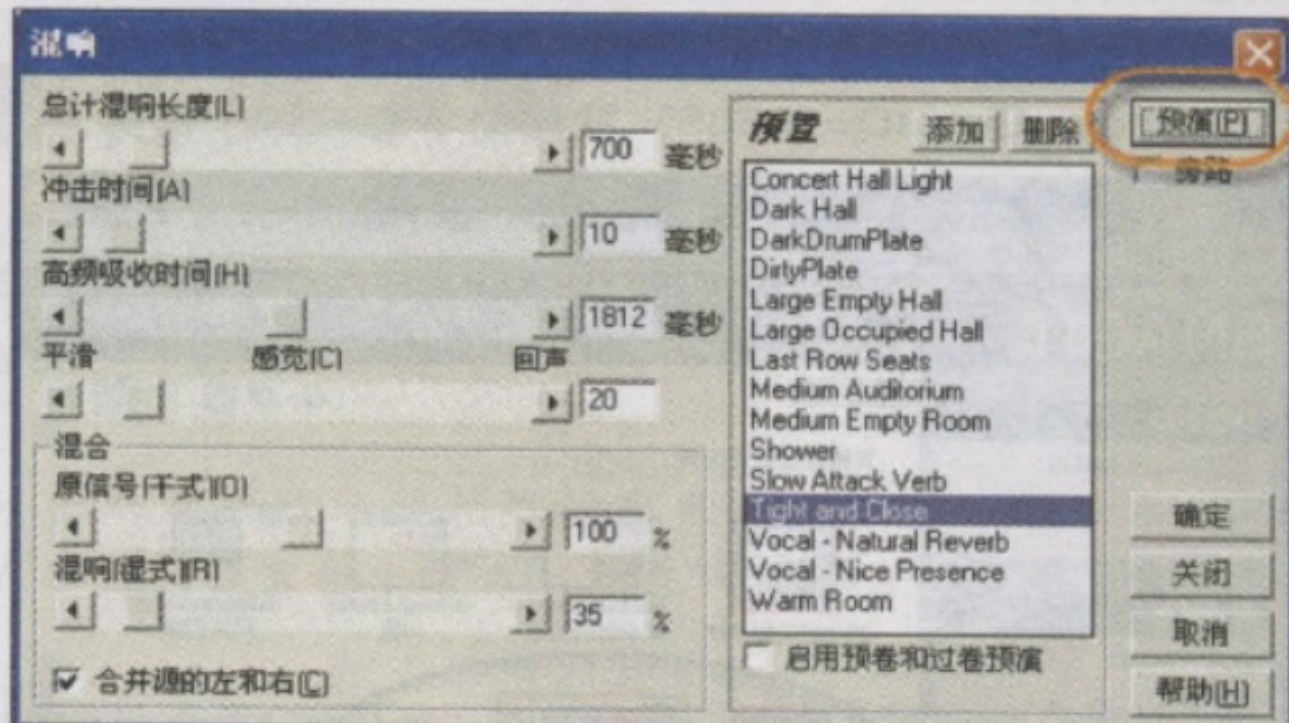 混响
总计混响长度(L)
700 毫秒
冲击时间(A)
10 毫秒
高频吸收时间(H)
1812 毫秒
平滑 感觉(C) 回声
20
混合
原信号(干式)(O)
100 %
混响(湿式)(R)
35 %
合并源的左和右(C)
预置 添加 删除
Concert Hall Light
Dark Hall
DarkDrumPlate
DirtyPlate
Large Empty Hall
Large Occupied Hall
Last Row Seats
Medium Auditorium
Medium Empty Room
Shower
Slow Attack Verb
Tight and Close
Vocal - Natural Reverb
Vocal - Nice Presence
Warm Room
启用预卷和过卷预演
预演(P)
旁路
确定
关闭
取消
帮助(H)